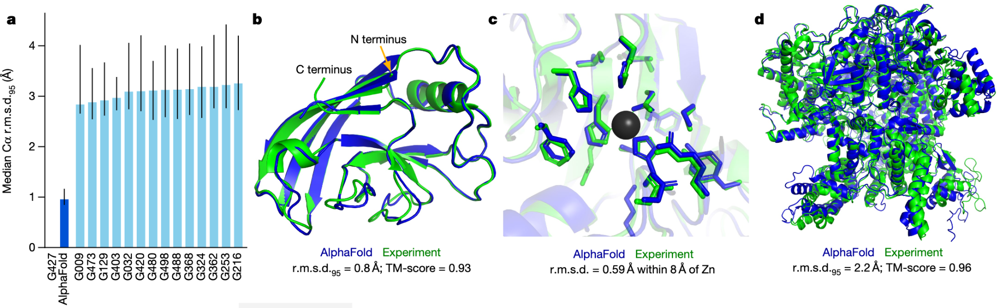 a
Median Cα r.m.s.d.95 (Å)
4
3
2
1
0
G427
AlphaFold
G009
G473
G129
G403
G032
G420
G480
G498
G488
G368
G324
G362
G253
G216
b
N terminus
C terminus
AlphaFold Experiment
r.m.s.d.95 = 0.8 Å; TM-score = 0.93
c
AlphaFold Experiment
r.m.s.d. = 0.59 Å within 8 Å of Zn
d
AlphaFold Experiment
r.m.s.d.95 = 2.2 Å; TM-score = 0.96